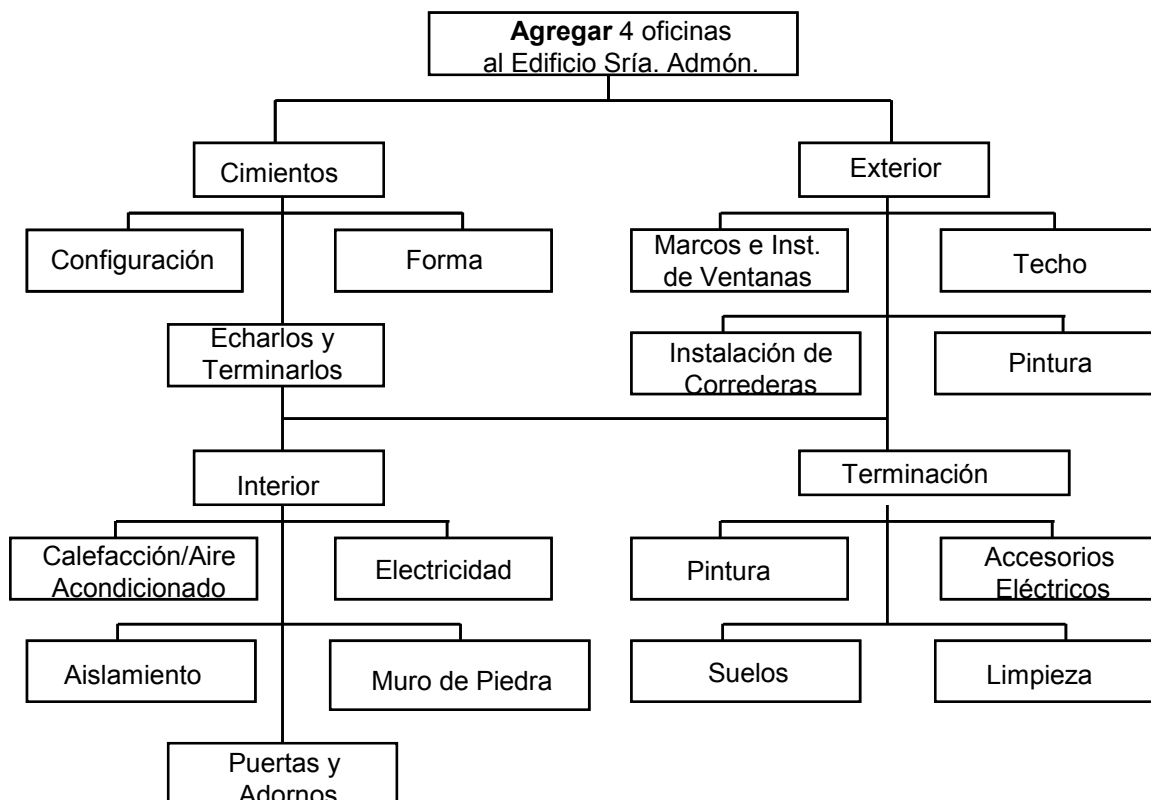 Agregar 4 oficinas
al Edificio Sría. Admón.
Cimientos
Exterior
Configuración
Forma
Marcos e Inst.
de Ventanas
Techo
Echarlos y
Terminarlos
Instalación de
Correderas
Pintura
Interior
Terminación
Calefacción/Aire
Acondicionado
Electricidad
Pintura
Accesorios
Eléctricos
Aislamiento
Muro de Piedra
Suelos
Limpieza
Puertas y
Adornos